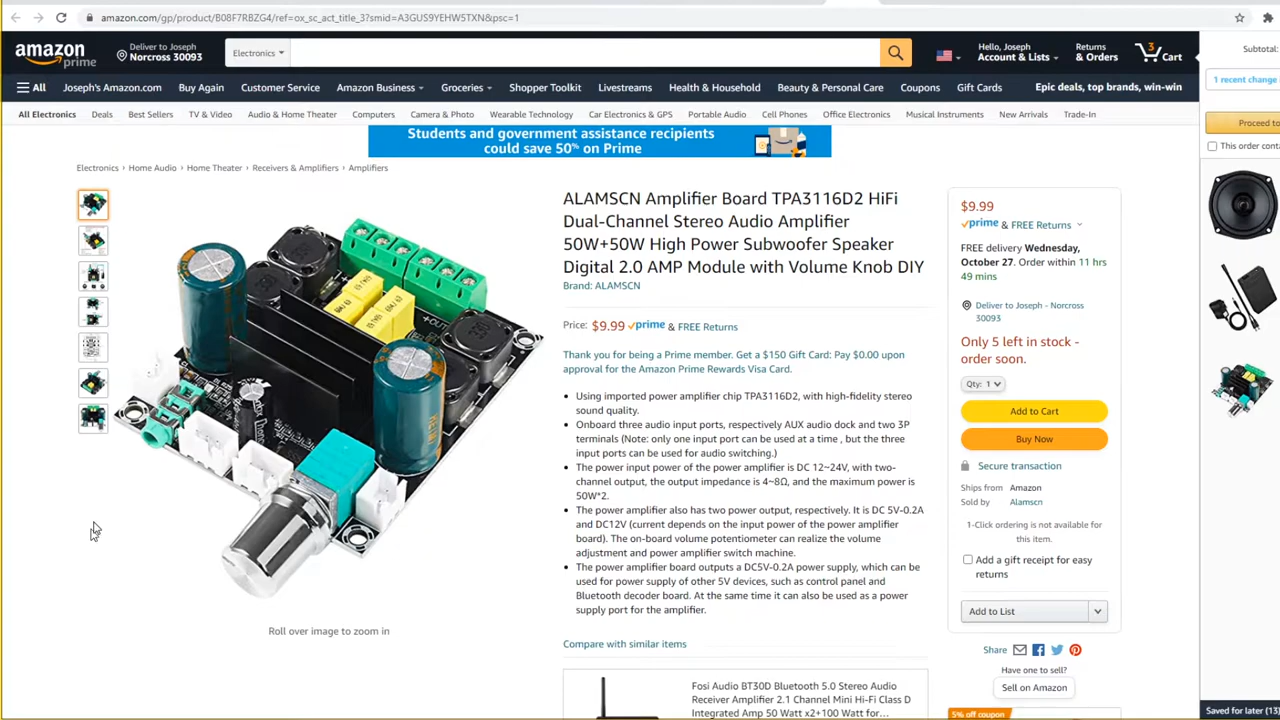 amazon.com/gp/product/B08F7RBZG4/ref=ox_sc_act_title_3?smid=A3GUS9YEHW5TXN&psc=1
amazon
prime
Deliver to Joseph
Norcross 30093
Electronics
Hello, Joseph
Account & Lists
Returns
& Orders
3
Cart
Subtotal:
All
Joseph's Amazon.com
Buy Again
Customer Service
Amazon Business
Groceries
Shopper Toolkit
Livestreams
Health & Household
Beauty & Personal Care
Coupons
Gift Cards
Epic deals, top brands, win-win
1 recent change
All Electronics
Deals
Best Sellers
TV & Video
Audio & Home Theater
Computers
Camera & Photo
Wearable Technology
Car Electronics & GPS
Portable Audio
Cell Phones
Office Electronics
Musical Instruments
New Arrivals
Trade-In
Proceed to
This order cont
Students and government assistance recipients
could save 50% on Prime
Electronics › Home Audio › Home Theater › Receivers & Amplifiers › Amplifiers
ALAMSCN Amplifier Board TPA3116D2 HiFi
Dual-Channel Stereo Audio Amplifier
50W+50W High Power Subwoofer Speaker
Digital 2.0 AMP Module with Volume Knob DIY
Brand: ALAMSCN
Price: $9.99 prime & FREE Returns
Thank you for being a Prime member. Get a $150 Gift Card: Pay $0.00 upon
approval for the Amazon Prime Rewards Visa Card.
• Using imported power amplifier chip TPA3116D2, with high-fidelity stereo
sound quality.
• Onboard three audio input ports, respectively AUX audio dock and two 3P
terminals (Note: only one input port can be used at a time , but the three
input ports can be used for audio switching.)
• The power input power of the power amplifier is DC 12~24V, with two-
channel output, the output impedance is 4~8Ω, and the maximum power is
50W*2.
• The power amplifier also has two power output, respectively. It is DC 5V-0.2A
and DC12V (current depends on the input power of the power amplifier
board). The on-board volume potentiometer can realize the volume
adjustment and power amplifier switch machine.
• The power amplifier board outputs a DC5V-0.2A power supply, which can be
used for power supply of other 5V devices, such as control panel and
Bluetooth decoder board. At the same time it can also be used as a power
supply port for the amplifier.
Roll over image to zoom in
Compare with similar items
Fosi Audio BT30D Bluetooth 5.0 Stereo Audio
Receiver Amplifier 2.1 Channel Mini Hi-Fi Class D
Integrated Amp 50 Watt x2+100 Watt for...
$9.99
prime & FREE Returns
FREE delivery Wednesday,
October 27. Order within 11 hrs
49 mins
Deliver to Joseph - Norcross
30093
Only 5 left in stock -
order soon.
Qty: 1
Add to Cart
Buy Now
Secure transaction
Ships from Amazon
Sold by Alamscn
1-Click ordering is not available for
this item.
Add a gift receipt for easy
returns
Add to List
Share
Have one to sell?
Sell on Amazon
5% off coupon
Saved for later (13)